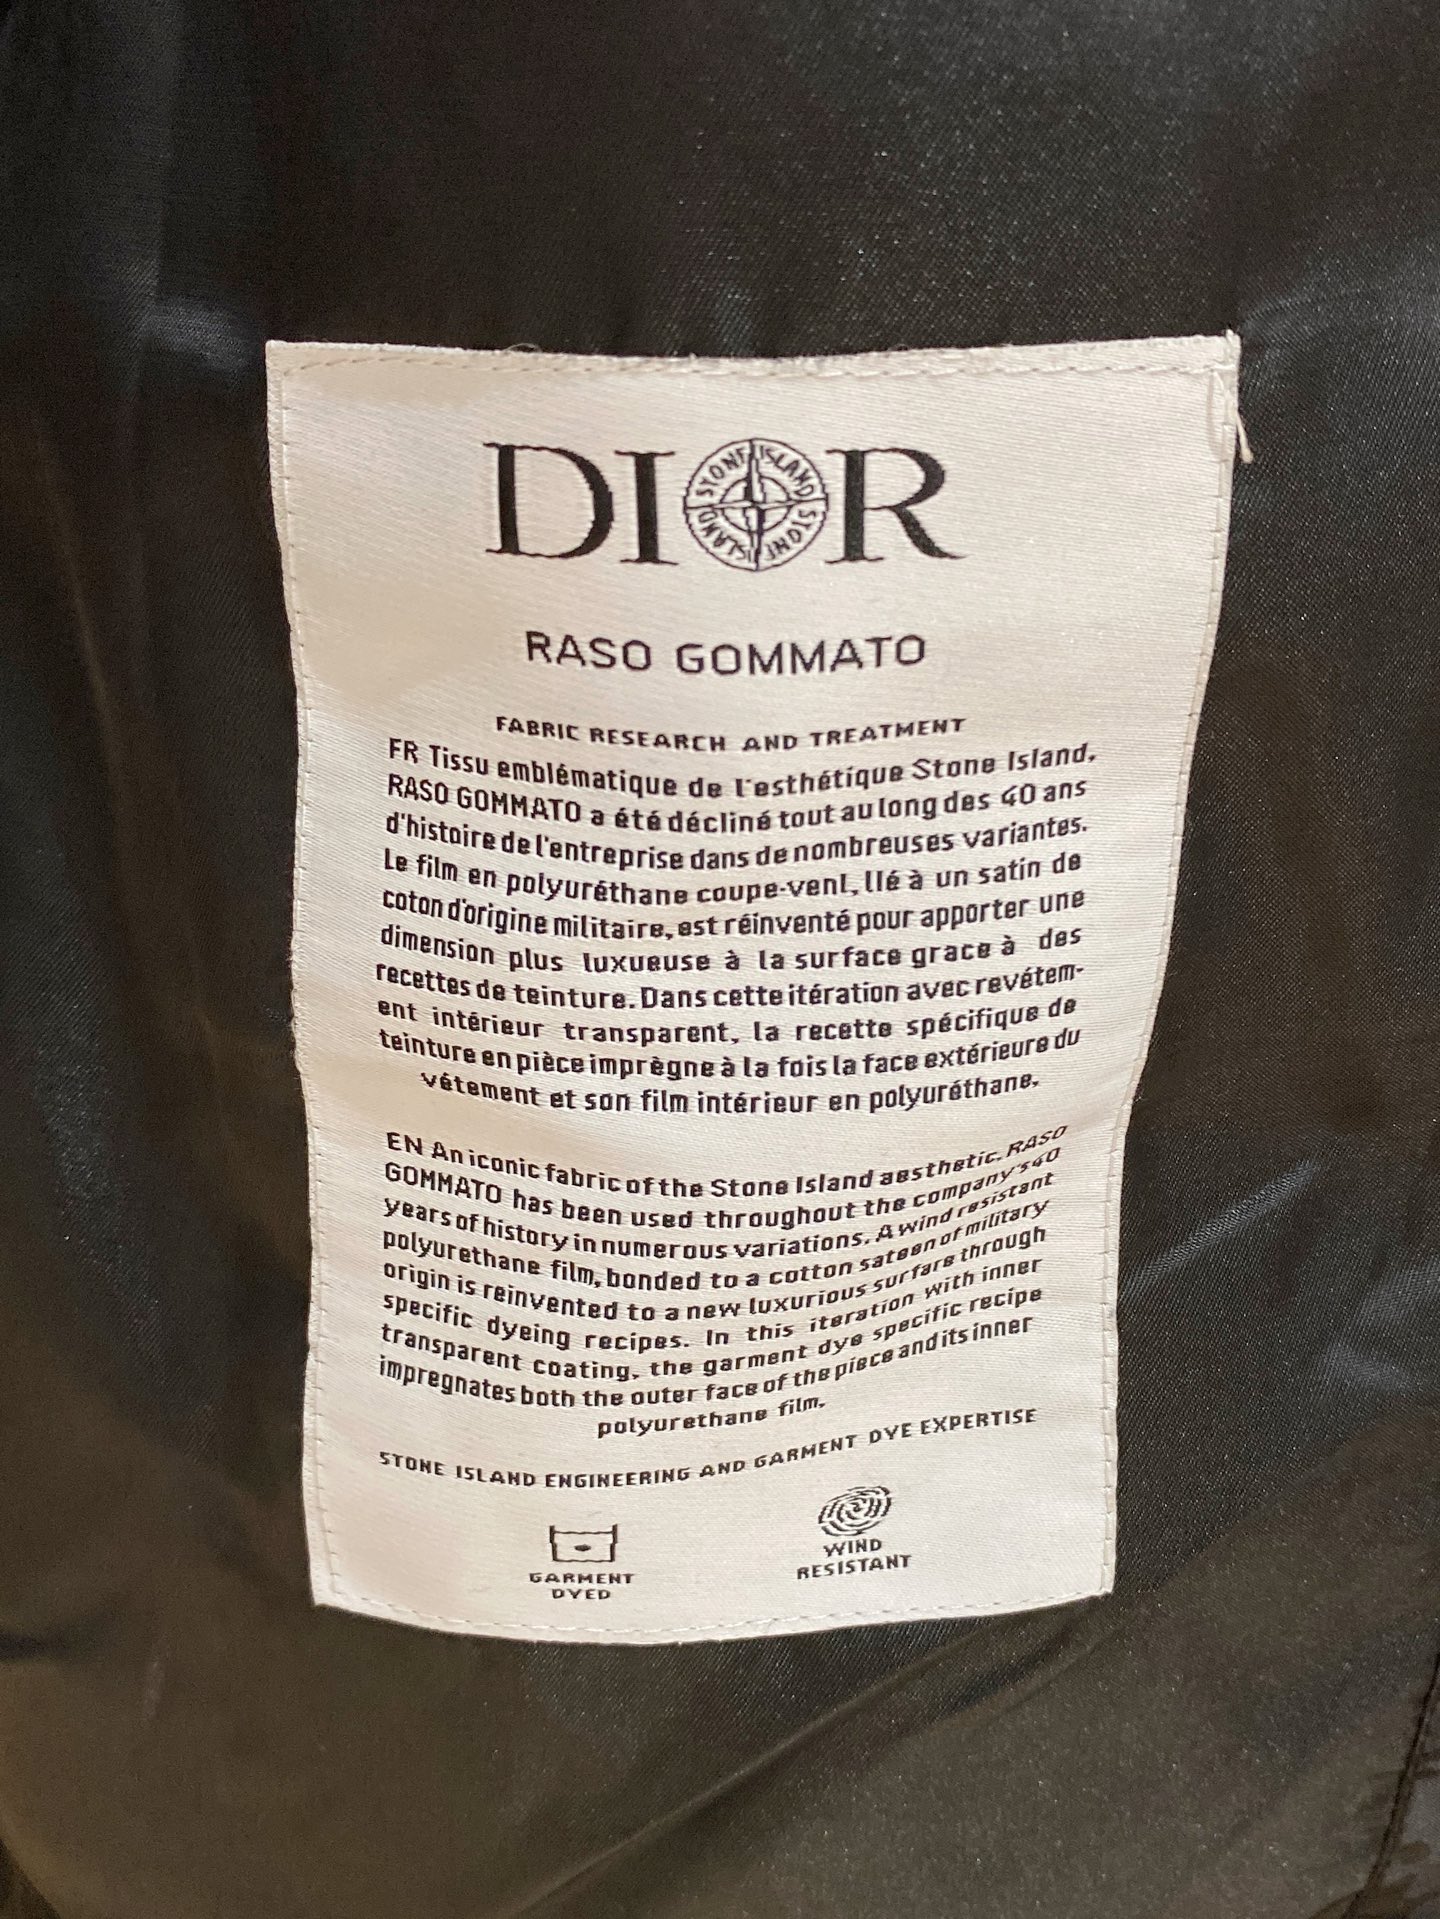 DIOR
STONE ISLAND STONE ISLAND
RASO GOMMATO
FABRIC RESEARCH AND TREATMENT
FR Tissu emblématique de l'esthétique Stone Island,
RASO GOMMATO a été décliné tout au long des 40 ans
d'histoire de l'entreprise dans de nombreuses variantes.
Le film en polyuréthane coupe-venl, llé à un satin de
coton d'origine militaire, est réinventé pour apporter une
dimension plus luxueuse à la surface grace à des
recettes de teinture. Dans cette itération avec revétem-
ent intérieur transparent, la recette spécifique de
teinture en pièce imprègne à la fois la face extérieure du
vétement et son film intérieur en polyuréthane.
EN An iconic fabric of the Stone Island aesthetic. RASO
GOMMATO has been used throughout the company's 40
years of history in numerous variations. A wind resistant
polyurethane film, bonded to a cotton sateen of military
origin is reinvented to a new luxurious surfare through
specific dyeing recipes. In this iteration with inner
transparent coating, the garment dye specific recipe
impregnates both the outer face of the piece and its inner
polyurethane film.
STONE ISLAND ENGINEERING AND GARMENT DYE EXPERTISE
GARMENT
DYED
WIND
RESISTANT